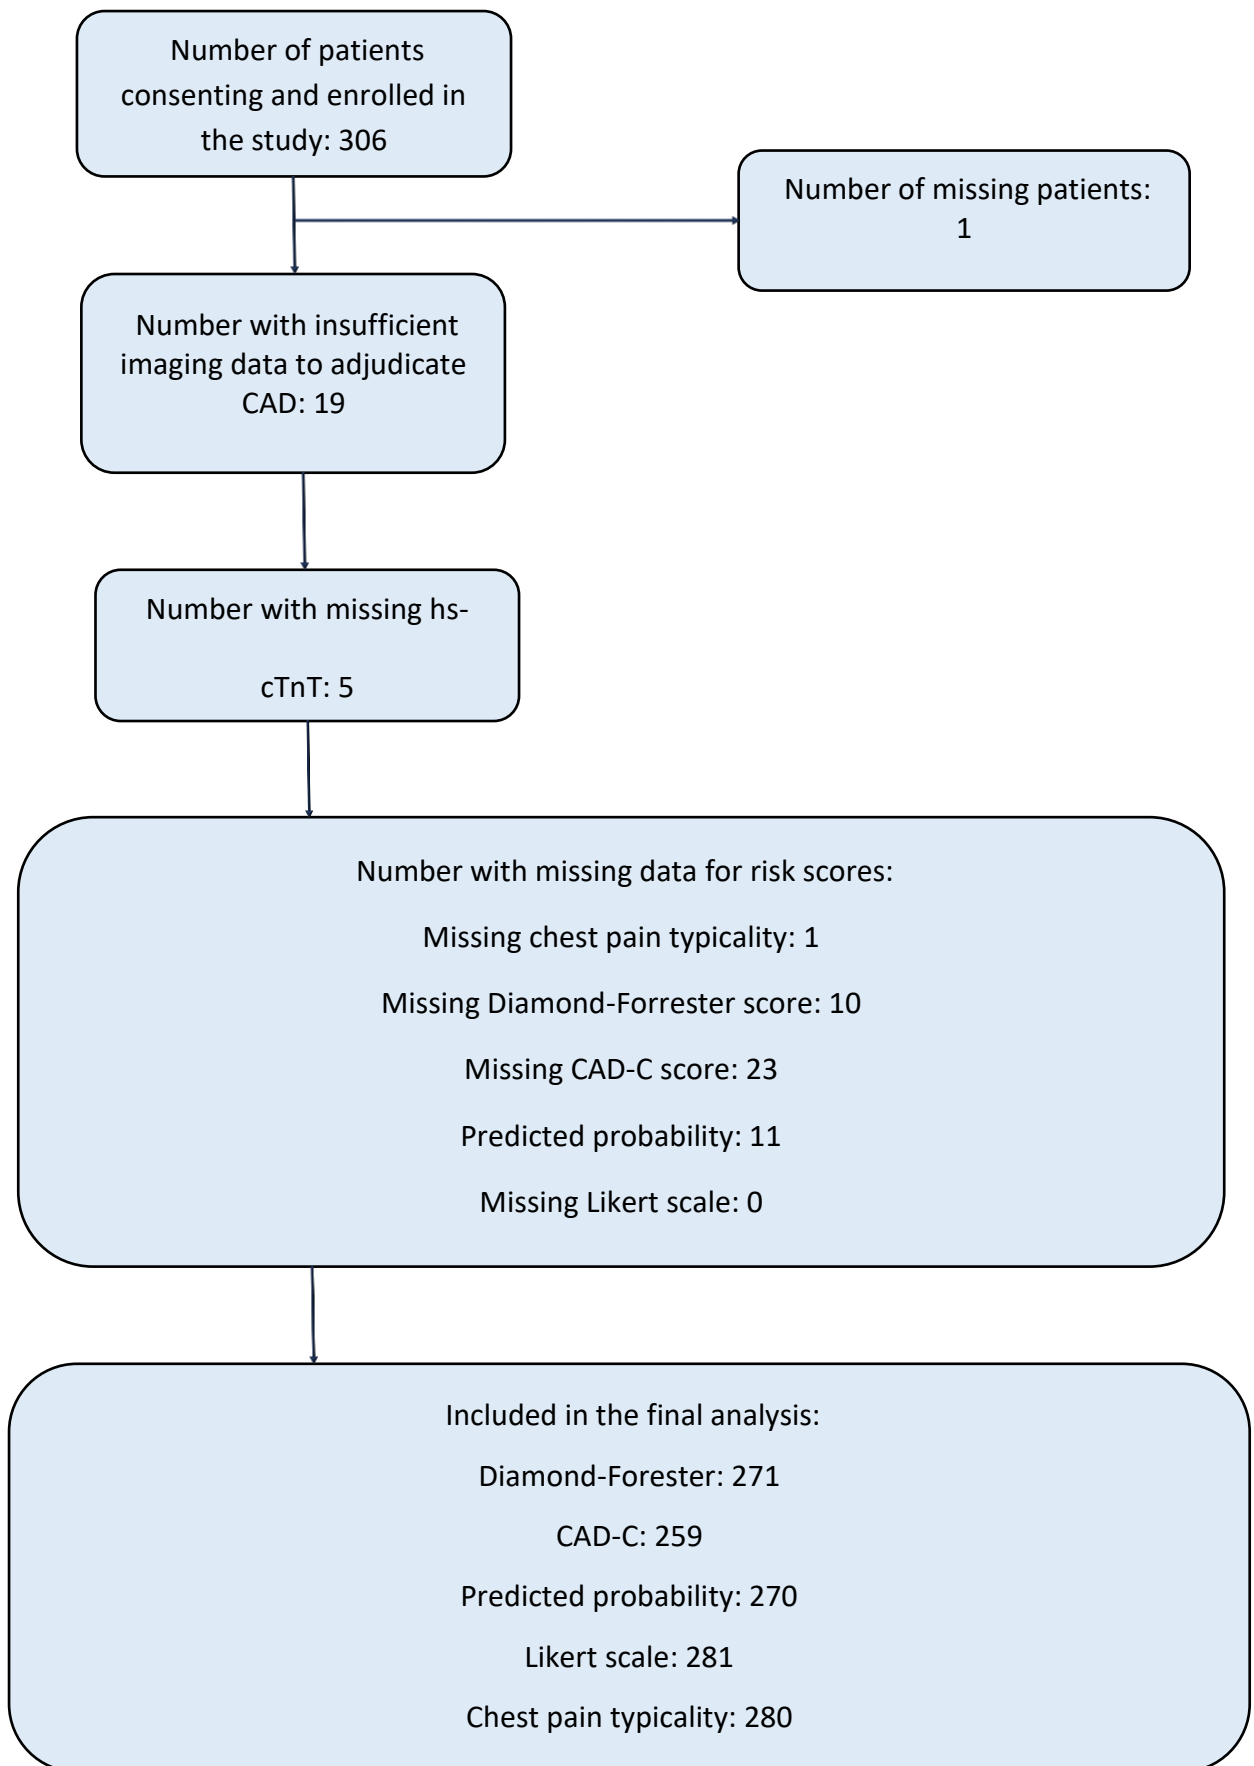 Number of patients
consenting and enrolled in
the study: 306
Number of missing patients:
1
Number with insufficient
imaging data to adjudicate
CAD: 19
Number with missing hs-
cTnT: 5
Number with missing data for risk scores:
Missing chest pain typicality: 1
Missing Diamond-Forrester score: 10
Missing CAD-C score: 23
Predicted probability: 11
Missing Likert scale: 0
Included in the final analysis:
Diamond-Forester: 271
CAD-C: 259
Predicted probability: 270
Likert scale: 281
Chest pain typicality: 280